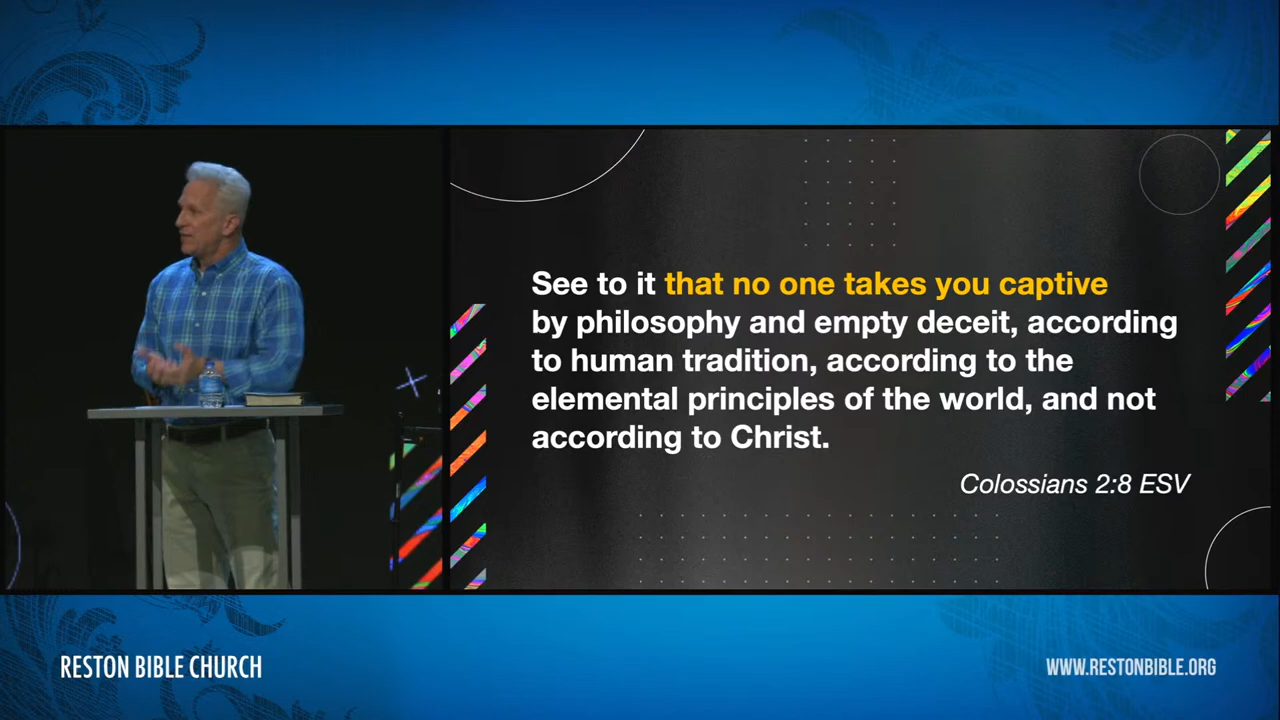 See to it that no one takes you captive
by philosophy and empty deceit, according
to human tradition, according to the
elemental principles of the world, and not
according to Christ.
Colossians 2:8 ESV
RESTON BIBLE CHURCH
WWW.RESTONBIBLE.ORG